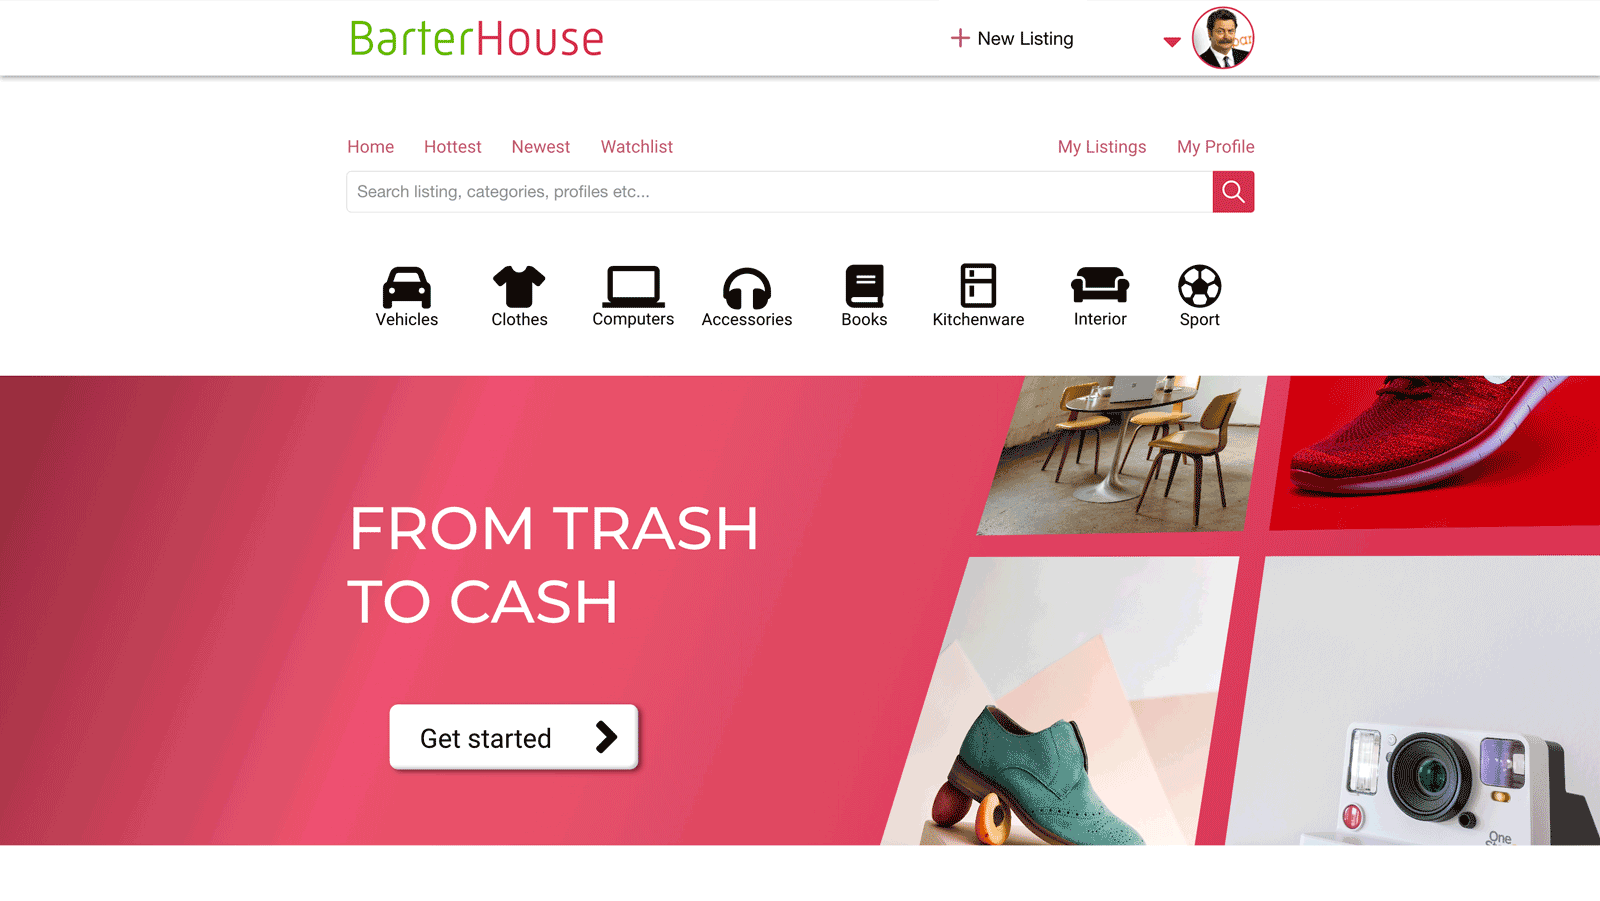 BarterHouse
New Listing
Home Hottest Newest Watchlist My Listings My Profile
Search listing, categories, profiles etc...
Vehicles Clothes Computers Accessories Books Kitchenware Interior Sport
FROM TRASH
TO CASH
Get started
One